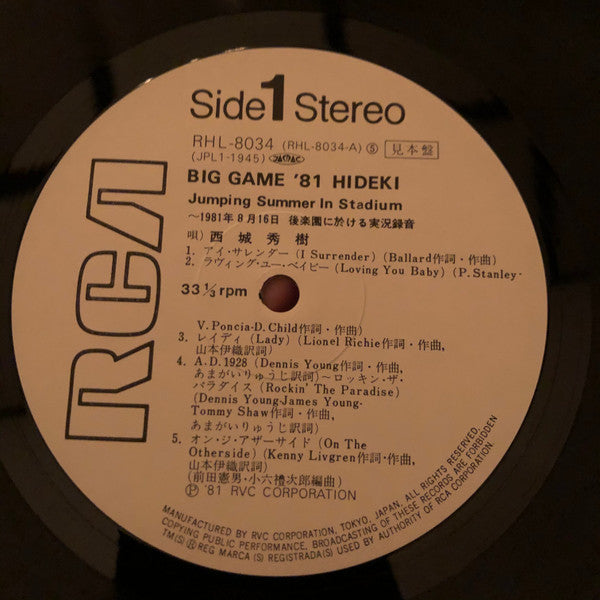 Side 1 Stereo
RHL-8034 (RHL-8034-A) Ⓢ 見本盤
(JPL1-1945)
BIG GAME '81 HIDEKI
Jumping Summer In Stadium
〜1981年8月16日 後楽園に於ける実況録音
唄) 西城秀樹
1. アイ・サレンダー (I Surrender) (Ballard作詞・作曲)
2. ラヴィング・ユー・ベイビー (Loving You Baby) (P. Stanley-
33 ⅓ rpm
V. Poncia-D. Child作詞・作曲)
3. レイディ (Lady) (Lionel Richie作詞・作曲,
山本伊織訳詞)
4. A.D.1928 (Dennis Young作詞・作曲,
あまがいりゅうじ訳詞)〜ロッキン・ザ・
パラダイス (Rockin' The Paradise)
(Dennis Young-James Young-
Tommy Shaw作詞・作曲,
あまがいりゅうじ訳詞)
5. オン・ジ・アザーサイド (On The
Otherside) (Kenny Livgren作詞・作曲,
山本伊織訳詞)
(前田憲男・小六禮次郎編曲)
Ⓟ '81 RVC CORPORATION
RCA
MANUFACTURED BY RVC CORPORATION, TOKYO, JAPAN. ALL RIGHTS RESERVED.
COPYING PUBLIC PERFORMANCE, BROADCASTING OF THESE RECORDS ARE FORBIDDEN
TM(S)Ⓡ REG MARCA (S) REGISTRADA(S) USED BY AUTHORITY OF RCA CORPORATION.